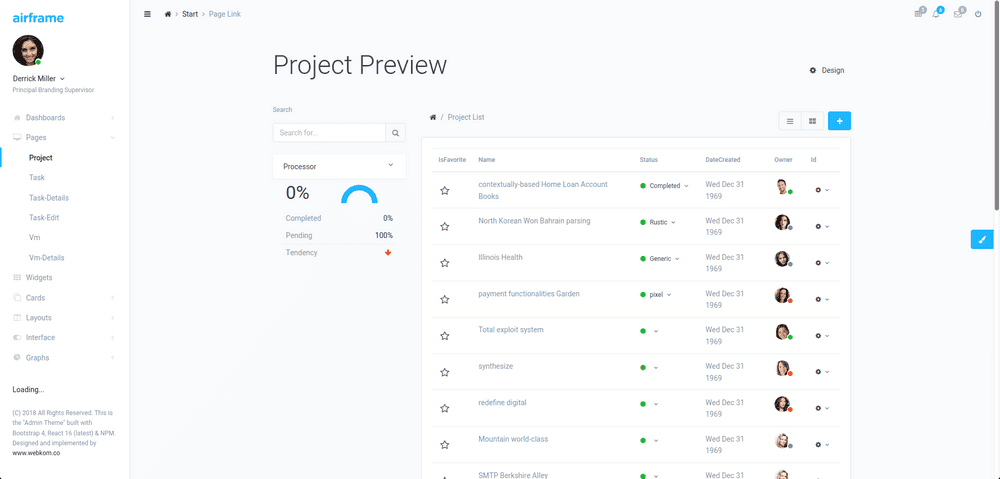 airframe
Derrick Miller
Principal Branding Supervisor
Dashboards
Pages
Project
Task
Task-Details
Task-Edit
Vm
Vm-Details
Widgets
Cards
Layouts
Interface
Graphs
Loading...
(C) 2018 All Rights Reserved. This is
the "Admin Theme" built with
Bootstrap 4, React 16 (latest) & NPM.
Designed and implemented by
www.webkom.co
Start Page Link
Project Preview
Design
Search
Search for...
Processor
0%
Completed 0%
Pending 100%
Tendency
/ Project List
IsFavorite Name Status DateCreated Owner Id
contextually-based Home Loan Account
Books
Completed
Wed Dec 31
1969
North Korean Won Bahrain parsing
Rustic
Wed Dec 31
1969
Illinois Health
Generic
Wed Dec 31
1969
payment functionalities Garden
pixel
Wed Dec 31
1969
Total exploit system
Wed Dec 31
1969
synthesize
Wed Dec 31
1969
redefine digital
Wed Dec 31
1969
Mountain world-class
Wed Dec 31
1969
SMTP Berkshire Alley
Wed Dec 31